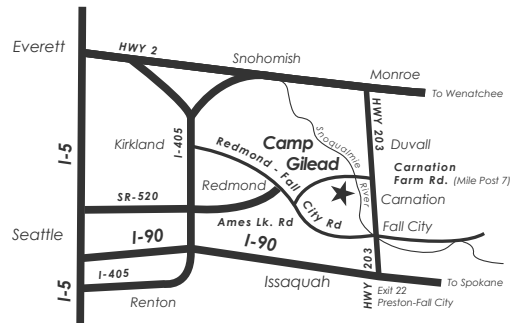 Everett
HWY 2
Snohomish
Monroe
To Wenatchee
I-5
Kirkland
I-405
Redmond - Fall City Rd
Camp
Gilead
Snoqualmie River
HWY 203
Duvall
Carnation
Farm Rd. (Mile Post 7)
Redmond
Carnation
SR-520
Ames Lk. Rd
Fall City
Seattle
I-90
I-90
HWY 203
I-405
Issaquah
To Spokane
I-5
Renton
Exit 22
Preston-Fall City